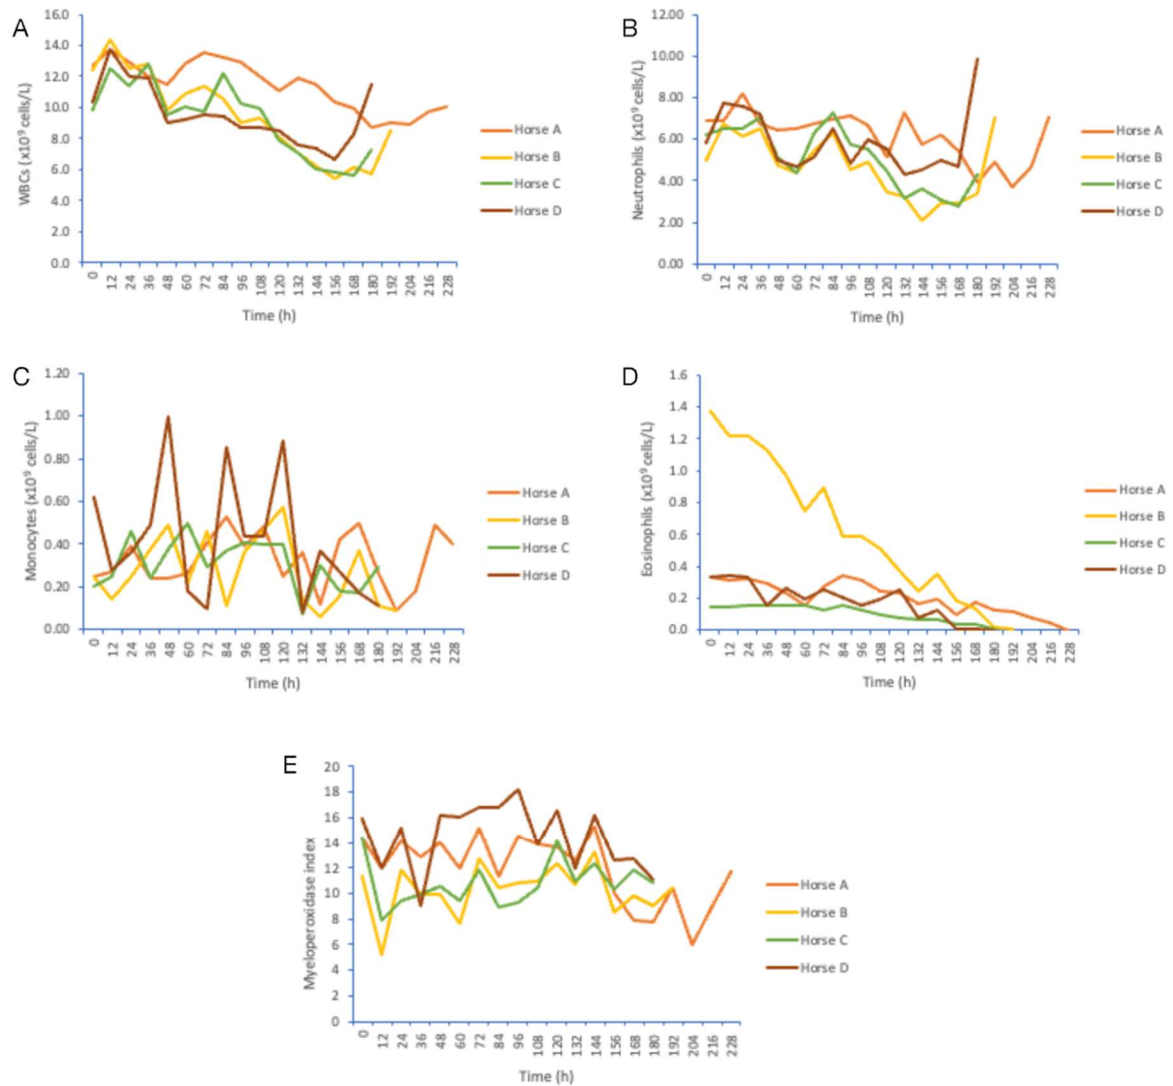 A
WBCs (x10⁹ cells/L)
16.0
14.0
12.0
10.0
8.0
6.0
4.0
2.0
0.0
0 12 24 36 48 60 72 84 96 108 120 132 144 156 168 180 192 204 216 228
Time (h)
Horse A
Horse B
Horse C
Horse D
B
Neutrophils (x10⁹ cells/L)
12.00
10.00
8.00
6.00
4.00
2.00
0.00
0 12 24 36 48 60 72 84 96 108 120 132 144 156 168 180 192 204 216 228
Time (h)
Horse A
Horse B
Horse C
Horse D
C
Monocytes (x10⁹ cells/L)
1.20
1.00
0.80
0.60
0.40
0.20
0.00
0 12 24 36 48 60 72 84 96 108 120 132 144 156 168 180 192 204 216 228
Time (h)
Horse A
Horse B
Horse C
Horse D
D
Eosinophils (x10⁹ cells/L)
1.6
1.4
1.2
1.0
0.8
0.6
0.4
0.2
0.0
0 12 24 36 48 60 72 84 96 108 120 132 144 156 168 180 192 204 216 228
Time (h)
Horse A
Horse B
Horse C
Horse D
E
Myeloperoxidase index
20
18
16
14
12
10
8
6
4
2
0
0 12 24 36 48 60 72 84 96 108 120 132 144 156 168 180 192 204 216 228
Time (h)
Horse A
Horse B
Horse C
Horse D